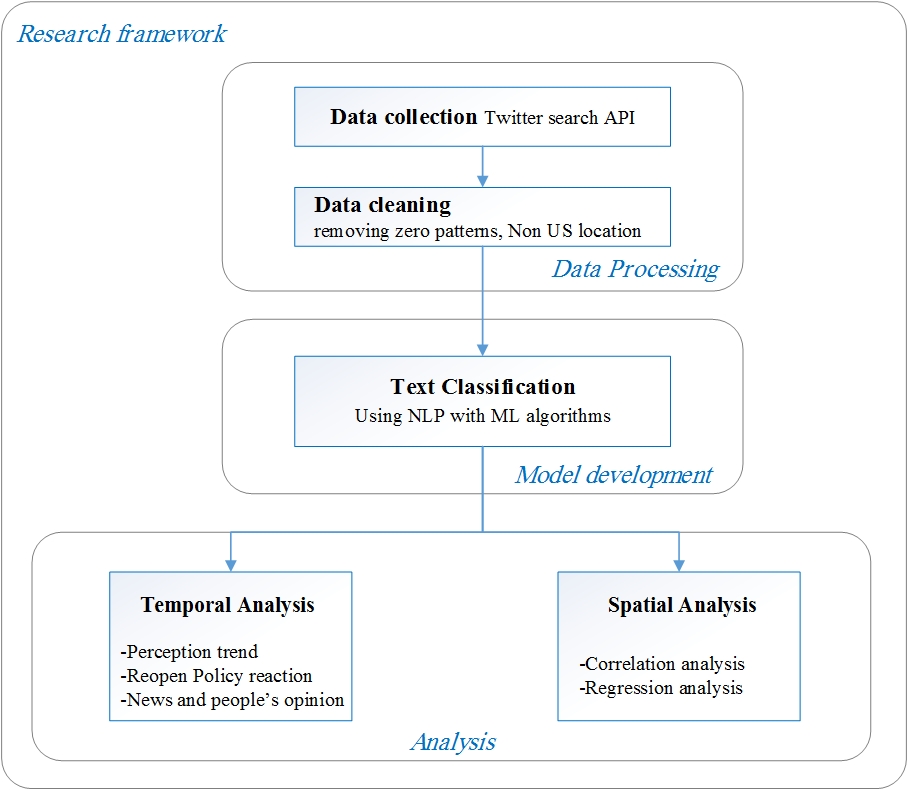 Research framework
Data collection Twitter search API
Data cleaning
removing zero patterns, Non US location
Data Processing
Text Classification
Using NLP with ML algorithms
Model development
Temporal Analysis
-Perception trend
-Reopen Policy reaction
-News and people’s opinion
Spatial Analysis
-Correlation analysis
-Regression analysis
Analysis